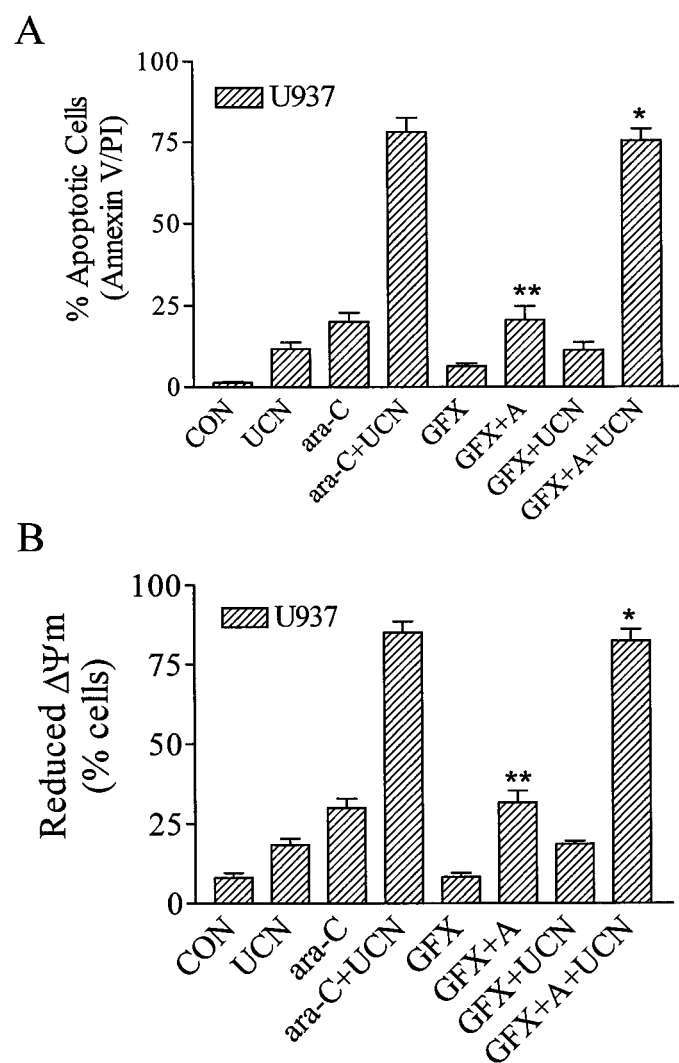 A
% Apoptotic Cells
(Annexin V/PI)
100
75
50
25
0
U937
**
*
CON
UCN
ara-C
ara-C+UCN
GFX
GFX+A
GFX+UCN
GFX+A+UCN
B
Reduced ΔΨm
(% cells)
100
75
50
25
0
U937
**
*
CON
UCN
ara-C
ara-C+UCN
GFX
GFX+A
GFX+UCN
GFX+A+UCN